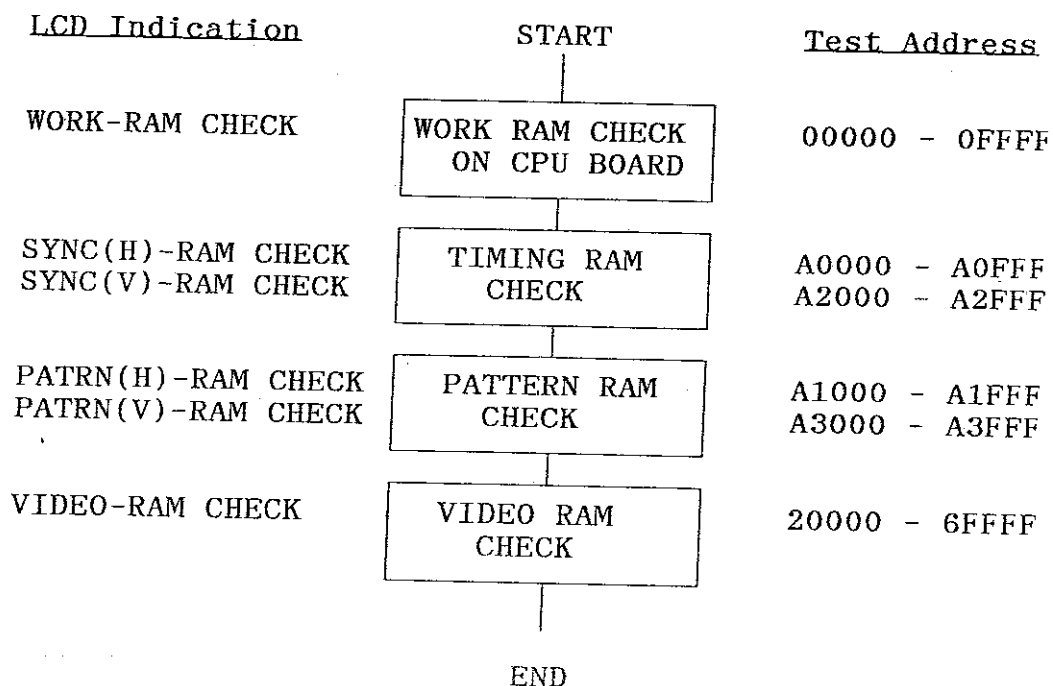 LCD Indication
START
Test Address
WORK-RAM CHECK
WORK RAM CHECK
ON CPU BOARD
00000 - 0FFFF
SYNC(H)-RAM CHECK
SYNC(V)-RAM CHECK
TIMING RAM
CHECK
A0000 - A0FFF
A2000 - A2FFF
PATRN(H)-RAM CHECK
PATRN(V)-RAM CHECK
PATTERN RAM
CHECK
A1000 - A1FFF
A3000 - A3FFF
VIDEO-RAM CHECK
VIDEO RAM
CHECK
20000 - 6FFFF
END